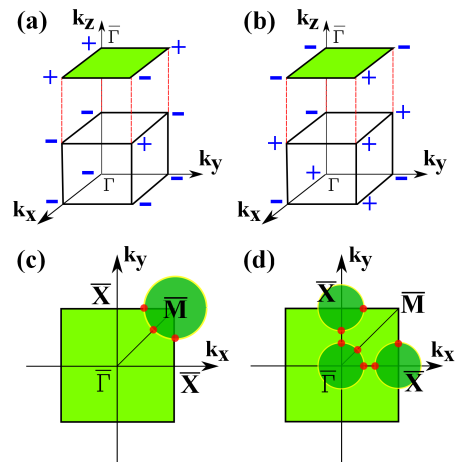 (a)
k_z
Γ̅
+ +
+ −
− −
− +
− Γ −
k_y
− −
k_x
(b)
k_z
Γ̅
− −
− −
− +
+ −
+ Γ −
k_y
− +
k_x
(c)
k_y
X̅
M̅
k_x
Γ̅
X̅
(d)
k_y
X̅
M̅
k_x
Γ̅
X̅